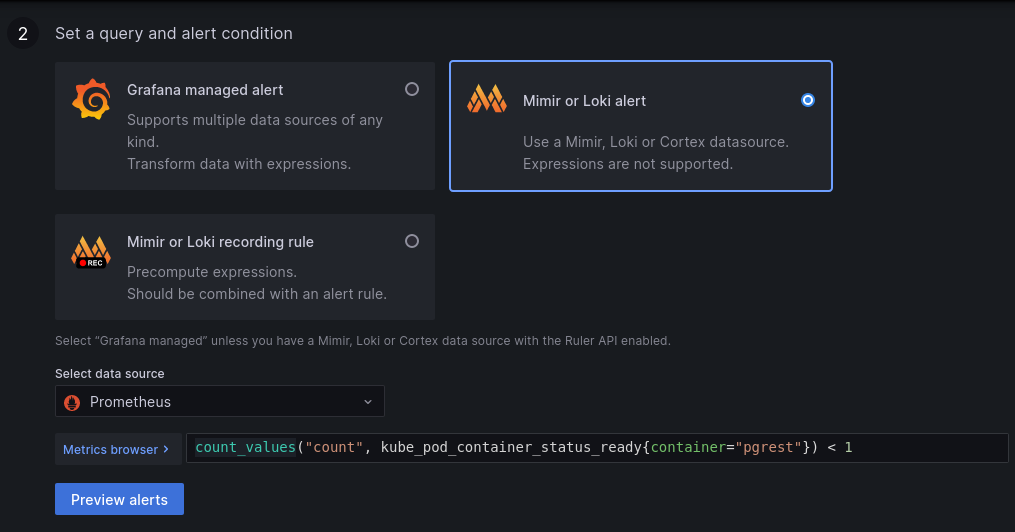 2 Set a query and alert condition
Grafana managed alert
Supports multiple data sources of any
kind.
Transform data with expressions.
Mimir or Loki alert
Use a Mimir, Loki or Cortex datasource.
Expressions are not supported.
REC
Mimir or Loki recording rule
Precompute expressions.
Should be combined with an alert rule.
Select “Grafana managed” unless you have a Mimir, Loki or Cortex data source with the Ruler API enabled.
Select data source
Prometheus
Metrics browser >
count_values("count", kube_pod_container_status_ready{container="pgrest"}) < 1
Preview alerts